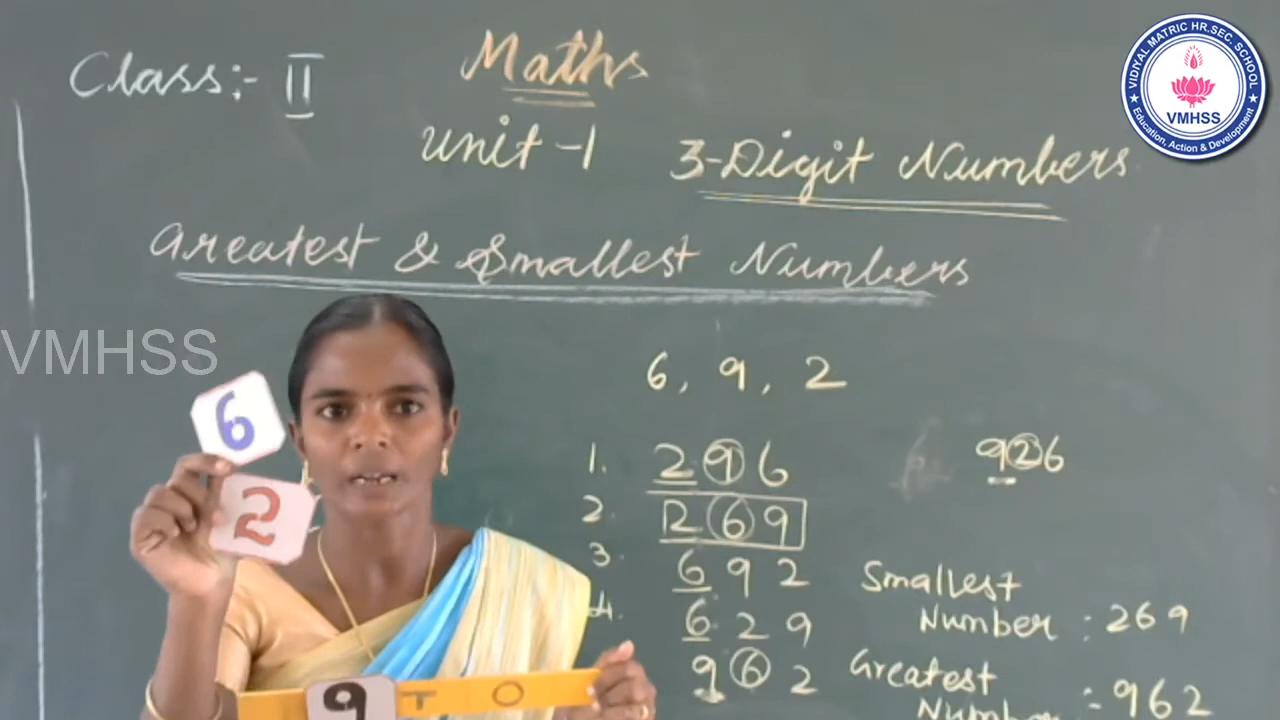 Class:- II
Maths
VIDIYAL MATRIC HR.SEC. SCHOOL
VMHSS
Education, Action & Development
Unit -1
3-Digit Numbers
Greatest & Smallest Numbers
VMHSS
6, 9, 2
6
2
1. 296
926
2. 269
3. 692
4. 629
962
Smallest
Number : 269
Greatest
Number :- 962
9 T O